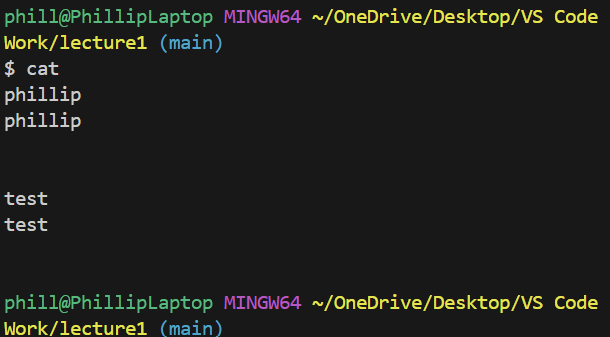 phill@PhillipLaptop MINGW64 ~/OneDrive/Desktop/VS Code
Work/lecture1 (main)
$ cat
phillip
phillip
test
test
phill@PhillipLaptop MINGW64 ~/OneDrive/Desktop/VS Code
Work/lecture1 (main)